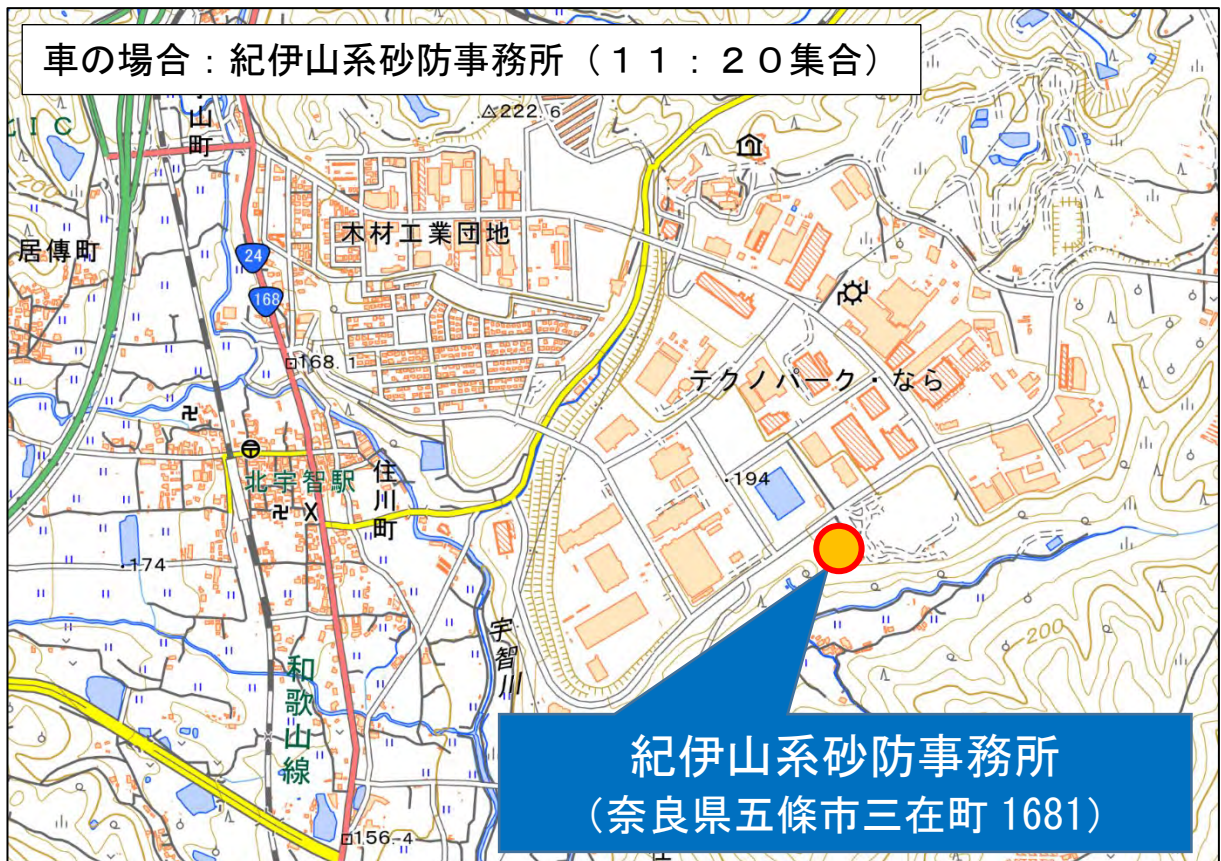 車の場合：紀伊山系砂防事務所（１１：２０集合）
山町
ＩＣ
△222.6
200
居傳町
木材工業団地
24
168
168.1
テクノパーク・なら
北宇智駅
住川町
194
174
宇智川
200
和歌山線
156.4
紀伊山系砂防事務所
（奈良県五條市三在町 1681）